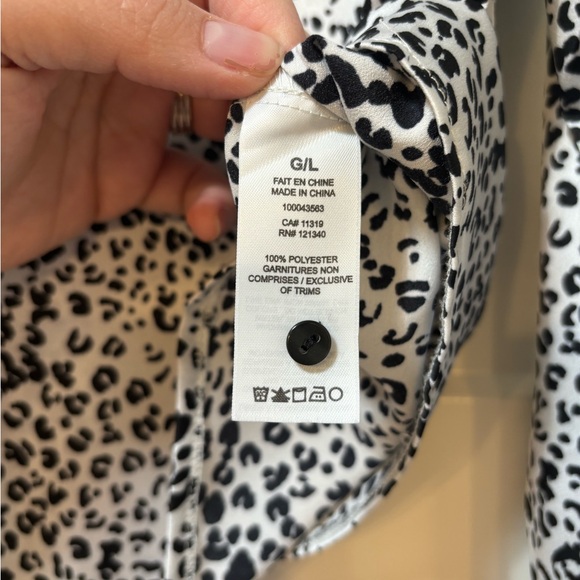 G/L
FAIT EN CHINE
MADE IN CHINA
100043563
CA# 11319
RN# 121340
100% POLYESTER
GARNITURES NON
COMPRISES / EXCLUSIVE
OF TRIMS